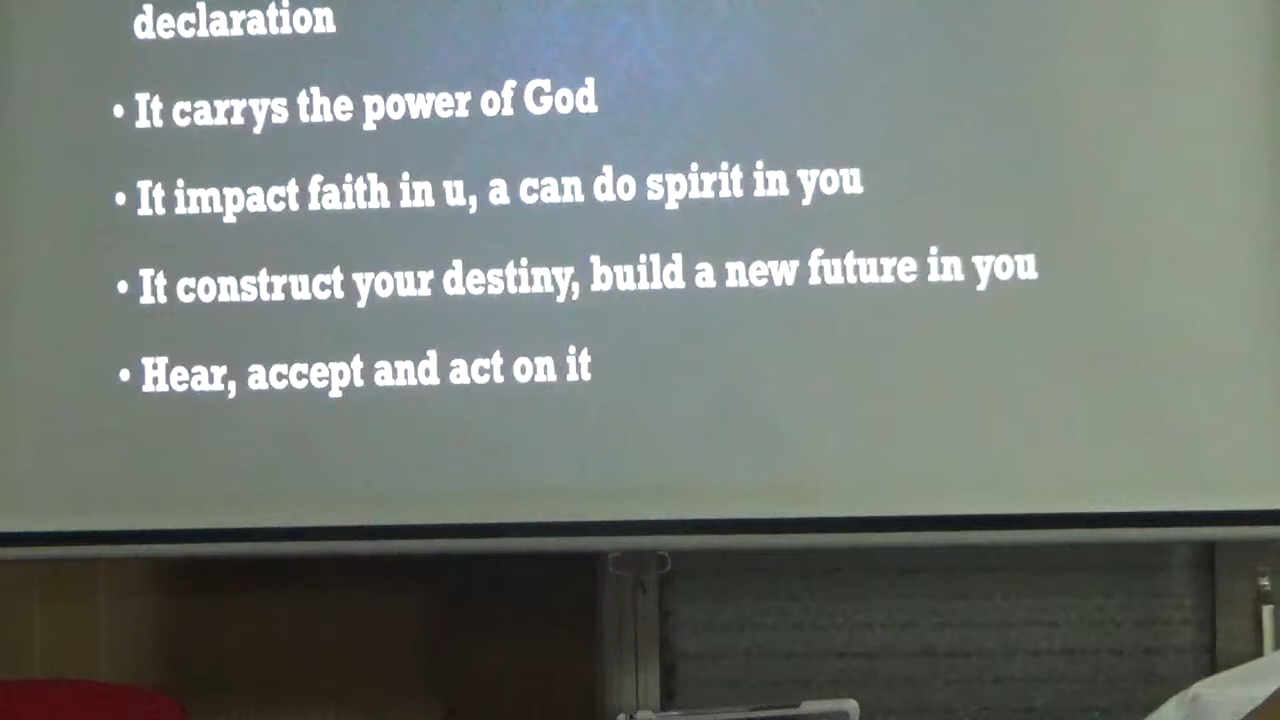 declaration
• It carrys the power of God
• It impact faith in u, a can do spirit in you
• It construct your destiny, build a new future in you
• Hear, accept and act on it